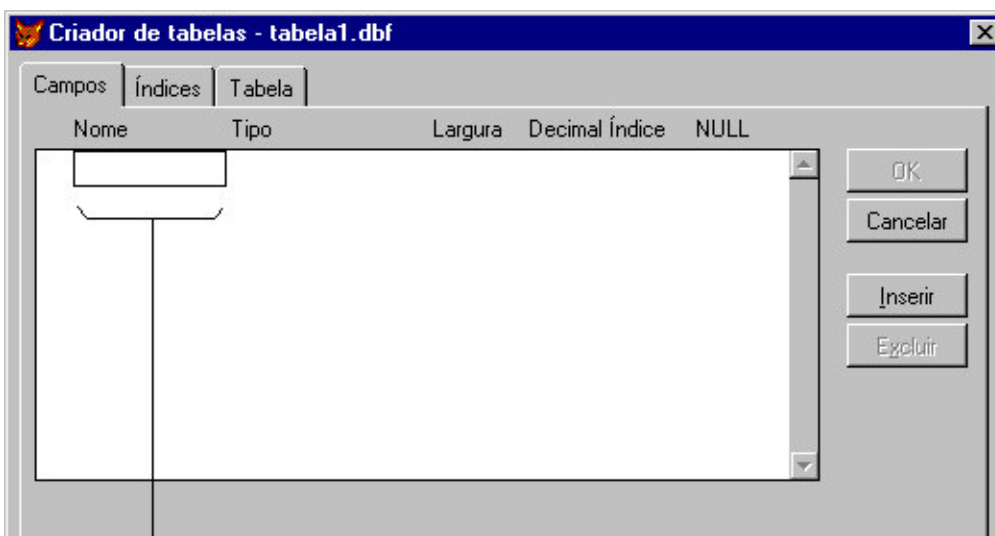 Criador de tabelas - tabela1.dbf
Campos Índices Tabela
Nome Tipo Largura Decimal Índice NULL
OK
Cancelar
Inserir
Excluir